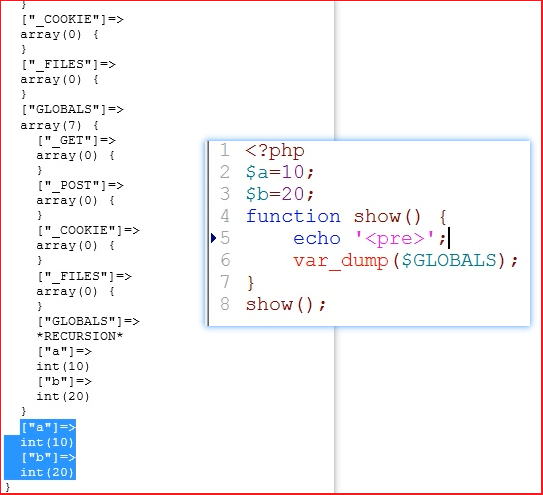 }
["_COOKIE"]=>
array(0) {
}
["_FILES"]=>
array(0) {
}
["GLOBALS"]=>
array(7) {
["_GET"]=>
array(0) {
}
["_POST"]=>
array(0) {
}
["_COOKIE"]=>
array(0) {
}
["_FILES"]=>
array(0) {
}
["GLOBALS"]=>
*RECURSION*
["a"]=>
int(10)
["b"]=>
int(20)
}
["a"]=>
int(10)
["b"]=>
int(20)
}
1 <?php
2 $a=10;
3 $b=20;
4 function show() {
5 echo '<pre>';
6 var_dump($GLOBALS);
7 }
8 show();